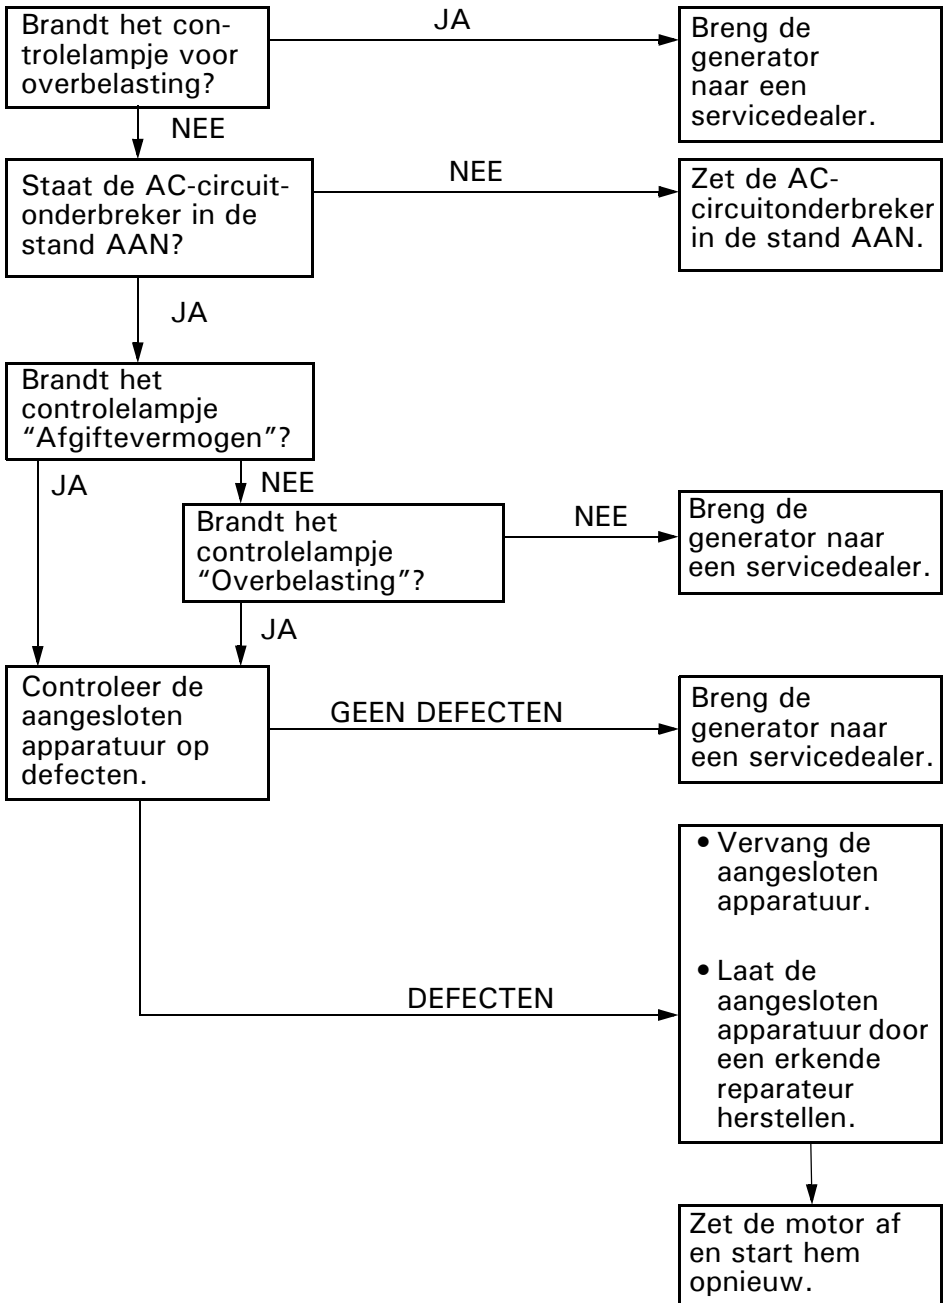 Brandt het con-
trolelampje voor
overbelasting?
JA
Breng de
generator
naar een
servicedealer.
NEE
Staat de AC-circuit-
onderbreker in de
stand AAN?
NEE
Zet de AC-
circuitonderbreker
in de stand AAN.
JA
Brandt het
controlelampje
“Afgiftevermogen”?
JA
NEE
Brandt het
controlelampje
“Overbelasting”?
NEE
Breng de
generator naar
een servicedealer.
JA
Controleer de
aangesloten
apparatuur op
defecten.
GEEN DEFECTEN
Breng de
generator naar
een servicedealer.
DEFECTEN
• Vervang de
aangesloten
apparatuur.
• Laat de
aangesloten
apparatuur door
een erkende
reparateur
herstellen.
Zet de motor af
en start hem
opnieuw.